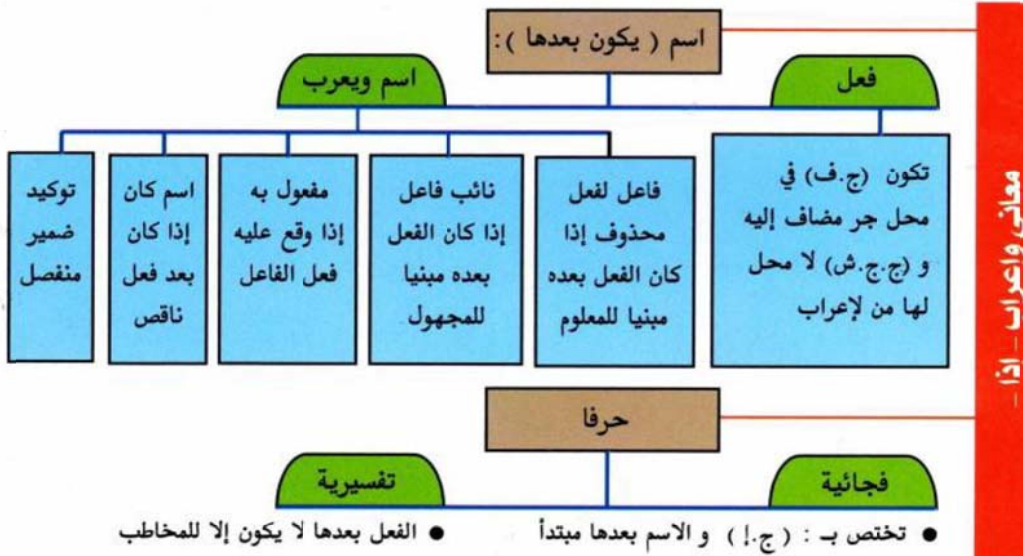 معاني وإعراب - اذا -
اسم ( يكون بعدها ):
فعل
تكون (ج.ف) في
محل جر مضاف إليه
و (ج.ج.ش) لا محل
لها من لإعراب
اسم ويعرب
فاعل لفعل
محذوف إذا
كان الفعل بعده
مبنيا للمعلوم
نائب فاعل
إذا كان الفعل
بعده مبنيا
للمجهول
مفعول به
إذا وقع عليه
فعل الفاعل
اسم كان
إذا كان
بعد فعل
ناقص
توكيد
ضمير
منفصل
حرفا
فجائية
● تختص بـ : ( ج.إ ) و الاسم بعدها مبتدأ
تفسيرية
● الفعل بعدها لا يكون إلا للمخاطب